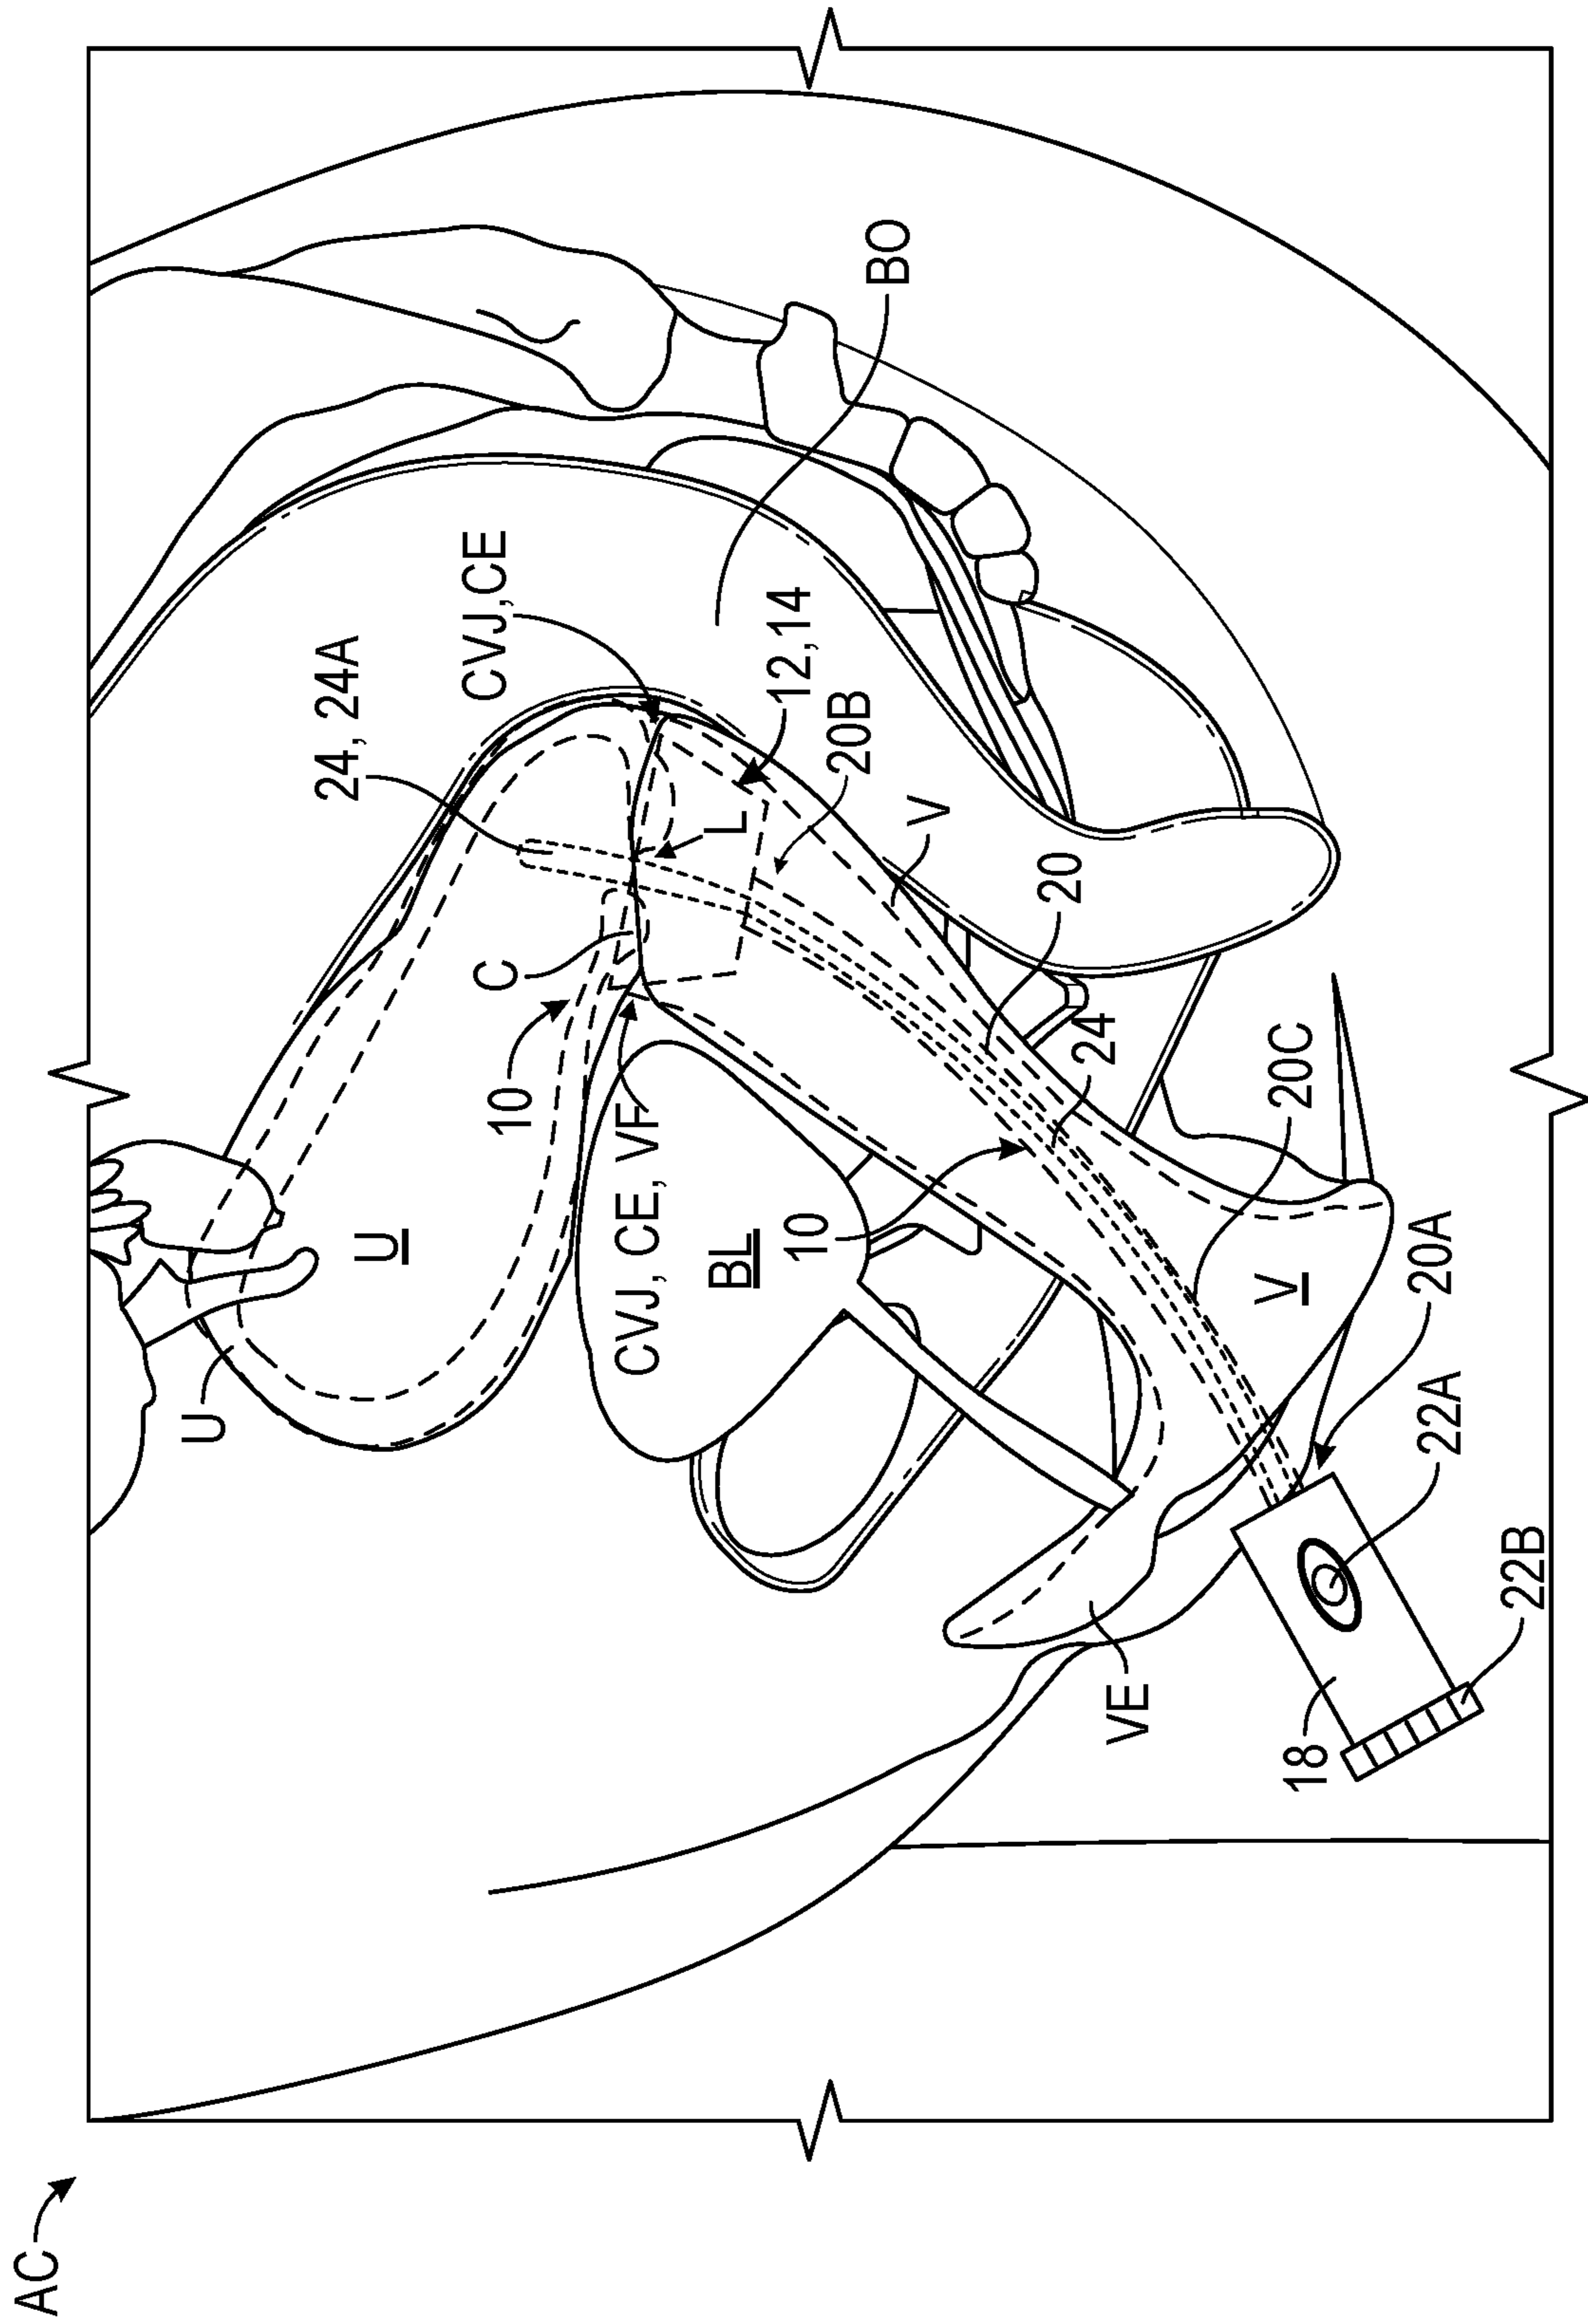 AC
U
24, 24A
U
CVJ, CE
C
10
CVJ, CE, VF
BL
L
12, 14
10
20B
BO
V
20
24
VE
V
20C
18
20A
22A
22B